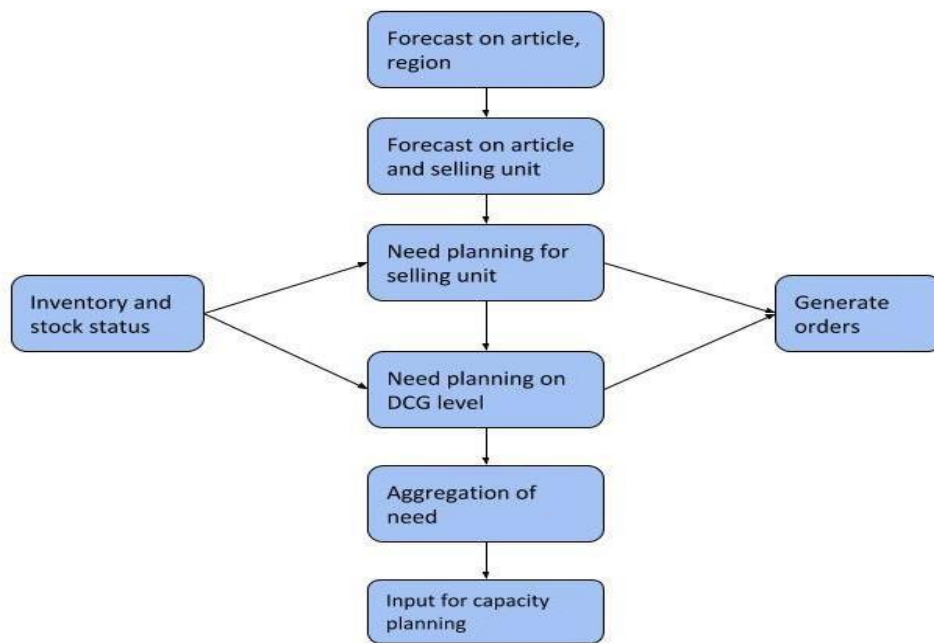 Forecast on article,
region
Forecast on article
and selling unit
Need planning for
selling unit
Inventory and
stock status
Generate
orders
Need planning on
DCG level
Aggregation of
need
Input for capacity
planning